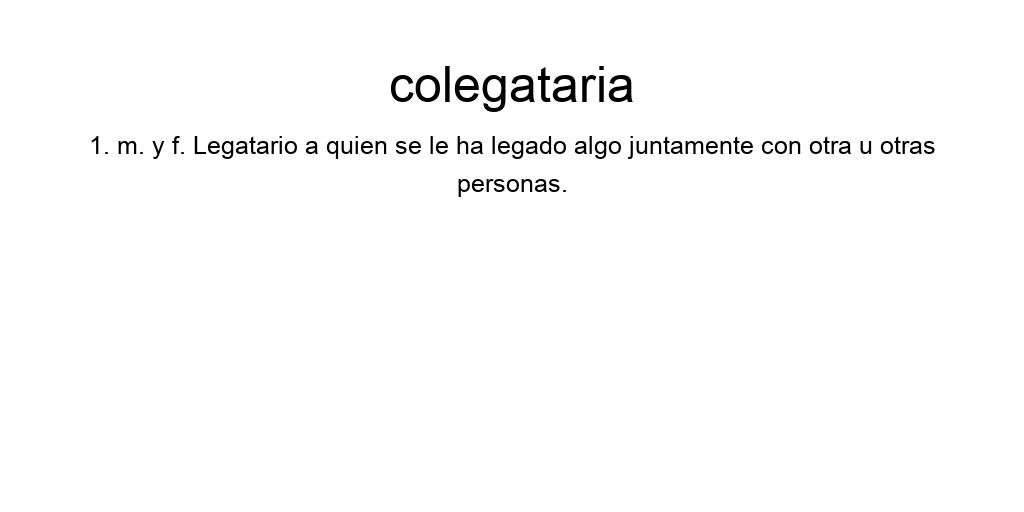 colegataria
1. m. y f. Legatario a quien se le ha legado algo juntamente con otra u otras
personas.